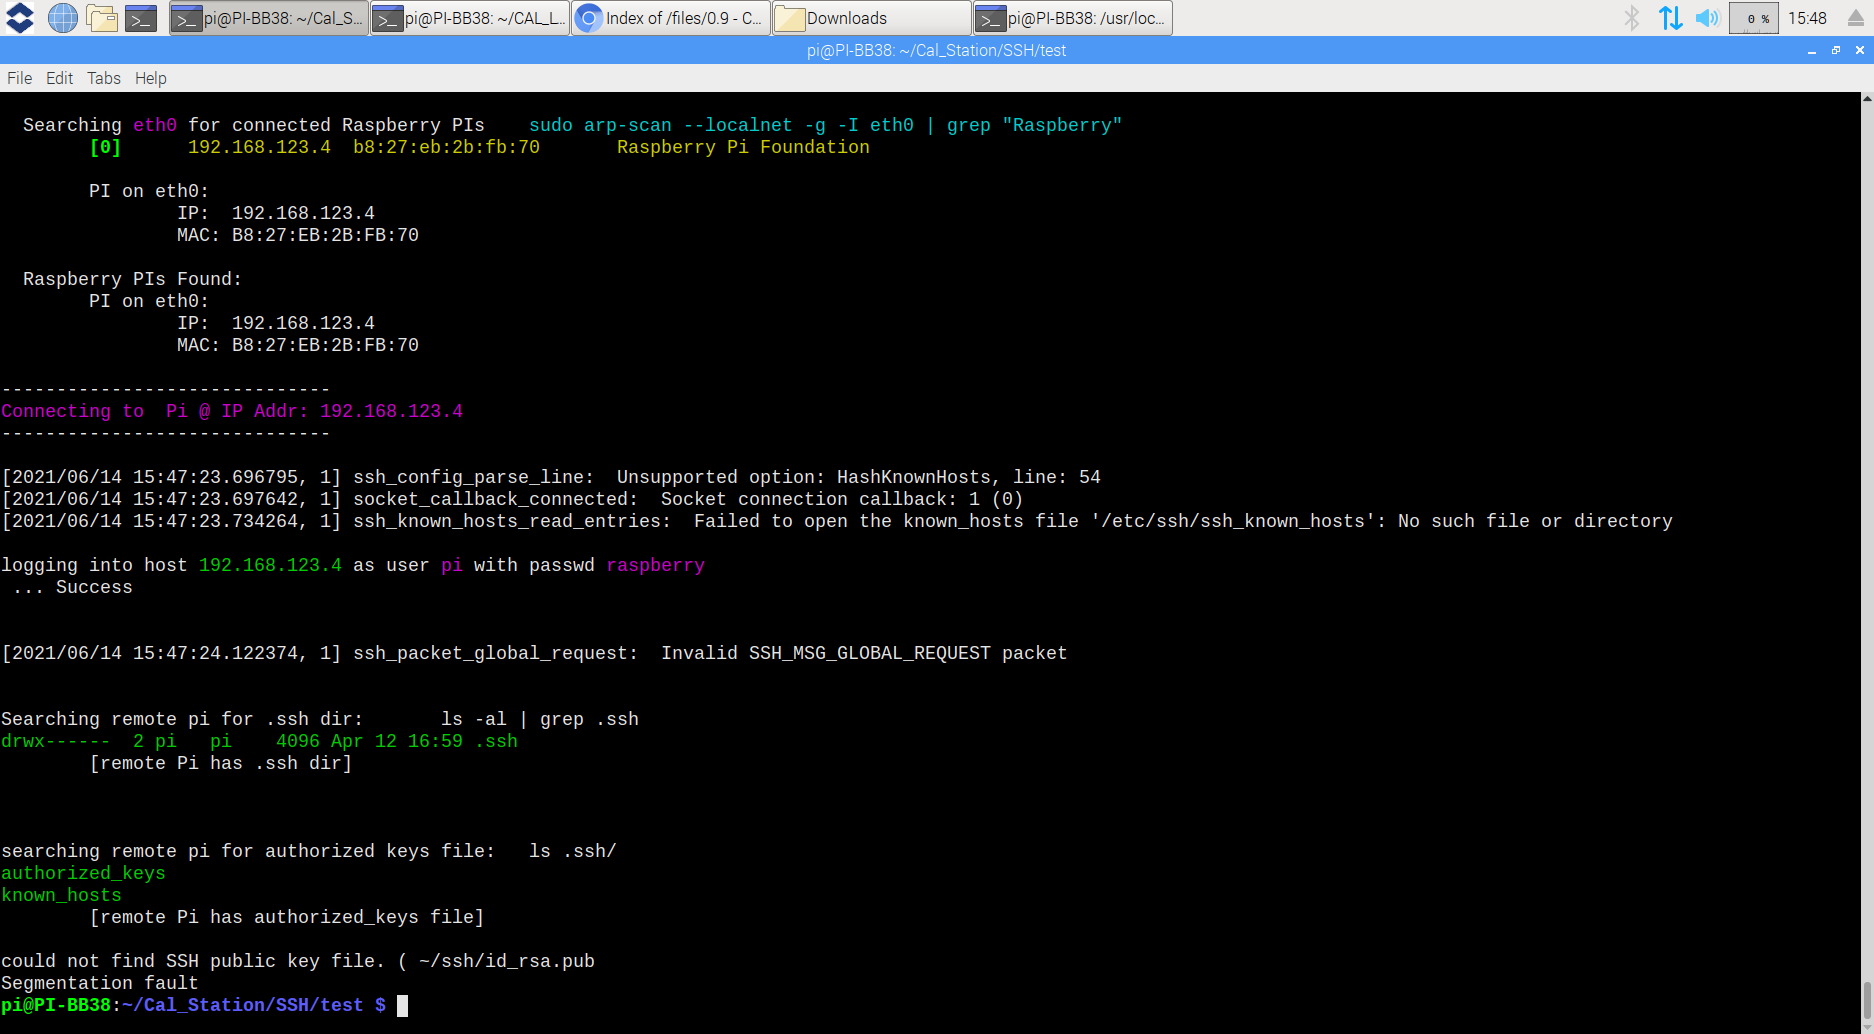 pi@PI-BB38: ~/Cal_S... pi@PI-BB38: ~/CAL_L... Index of /files/0.9 - C... Downloads pi@PI-BB38: /usr/loc... 0 % 15:48
pi@PI-BB38: ~/Cal_Station/SSH/test
File Edit Tabs Help
Searching eth0 for connected Raspberry PIs    sudo arp-scan --localnet -g -I eth0 | grep "Raspberry"
[0]      192.168.123.4  b8:27:eb:2b:fb:70       Raspberry Pi Foundation
PI on eth0:
IP:  192.168.123.4
MAC: B8:27:EB:2B:FB:70
Raspberry PIs Found:
PI on eth0:
IP:  192.168.123.4
MAC: B8:27:EB:2B:FB:70
------------------------------
Connecting to  Pi @ IP Addr: 192.168.123.4
------------------------------
[2021/06/14 15:47:23.696795, 1] ssh_config_parse_line:  Unsupported option: HashKnownHosts, line: 54
[2021/06/14 15:47:23.697642, 1] socket_callback_connected:  Socket connection callback: 1 (0)
[2021/06/14 15:47:23.734264, 1] ssh_known_hosts_read_entries:  Failed to open the known_hosts file '/etc/ssh/ssh_known_hosts': No such file or directory
logging into host 192.168.123.4 as user pi with passwd raspberry
... Success
[2021/06/14 15:47:24.122374, 1] ssh_packet_global_request:  Invalid SSH_MSG_GLOBAL_REQUEST packet
Searching remote pi for .ssh dir:       ls -al | grep .ssh
drwx------  2 pi   pi    4096 Apr 12 16:59 .ssh
[remote Pi has .ssh dir]
searching remote pi for authorized keys file:   ls .ssh/
authorized_keys
known_hosts
[remote Pi has authorized_keys file]
could not find SSH public key file. ( ~/ssh/id_rsa.pub
Segmentation fault
pi@PI-BB38:~/Cal_Station/SSH/test $